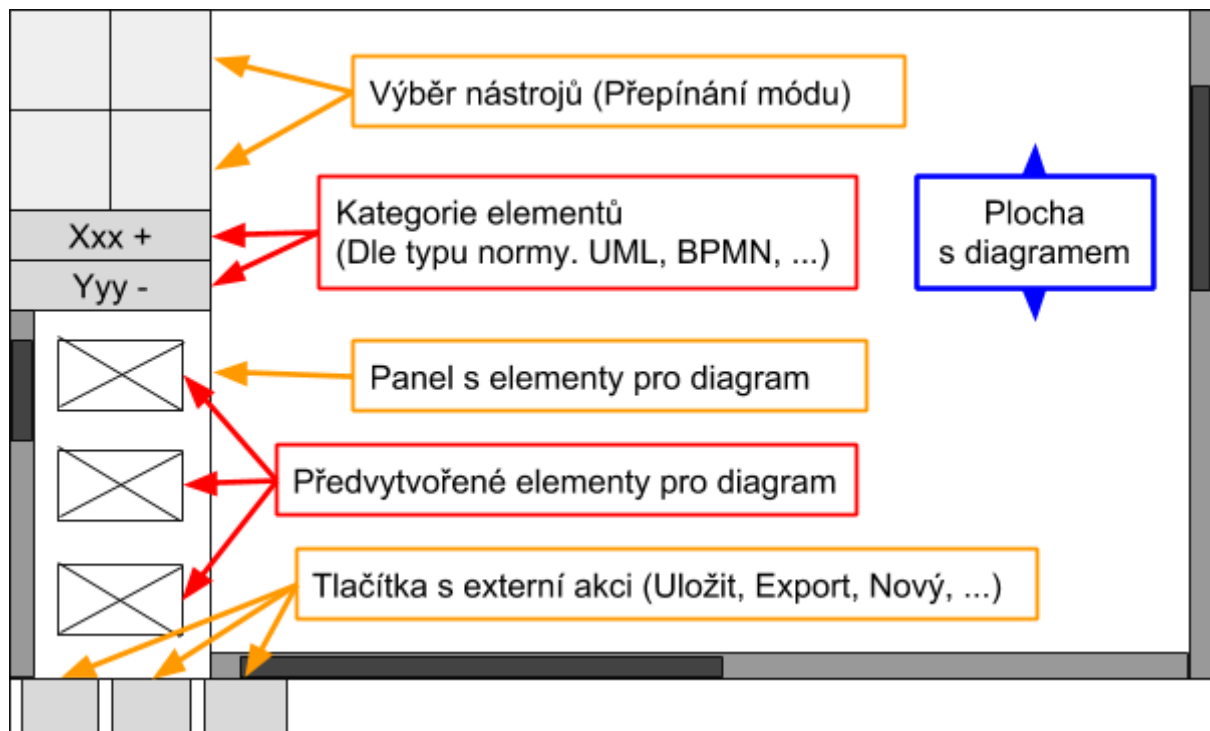 Výběr nástrojů (Přepínání módu)
Xxx +
Yyy -
Kategorie elementů
(Dle typu normy. UML, BPMN, ...)
Plocha
s diagramem
Panel s elementy pro diagram
Předvytvořené elementy pro diagram
Tlačítka s externí akci (Uložit, Export, Nový, ...)